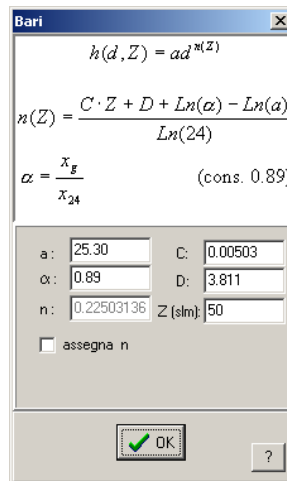 Bari
h(d,Z) = ad^n(Z)
n(Z) = (C · Z + D + Ln(α) − Ln(a)) / Ln(24)
α = x_g / x_24 (cons. 0.89)
a: 25.30 C: 0.00503
α: 0.89 D: 3.811
n: 0.22503136 Z (slm): 50
assegna n
OK
?